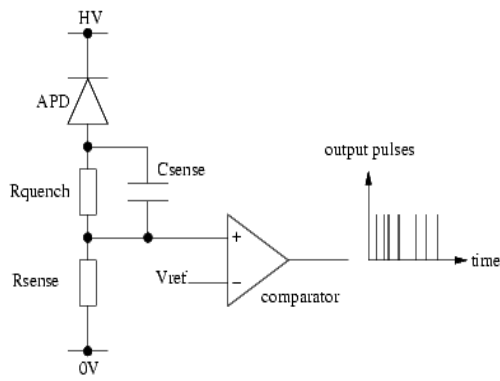 HV
APD
Csense
Rquench
output pulses
+
Vref
−
comparator
time
Rsense
0V